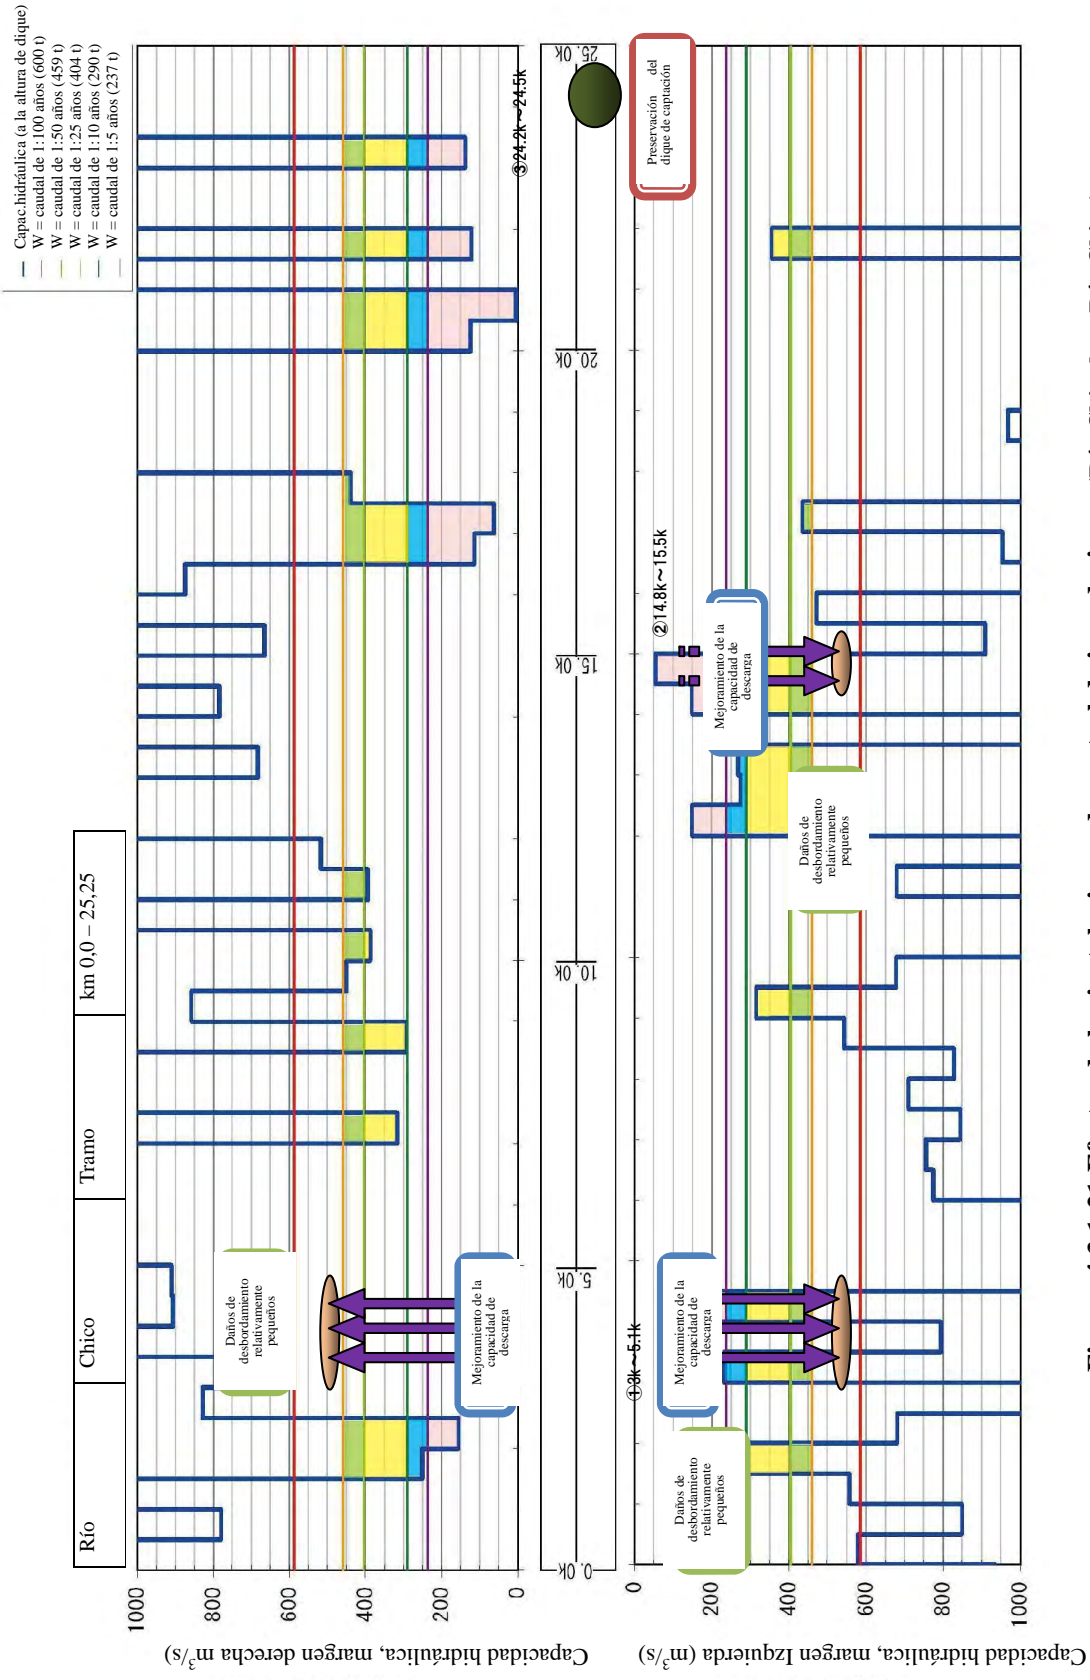 Capac.hidráulica (a la altura de dique)
W = caudal de 1:100 años (600 t)
W = caudal de 1:50 años (459 t)
W = caudal de 1:25 años (404 t)
W = caudal de 1:10 años (290 t)
W = caudal de 1:5 años (237 t)
Río
Chico
Tramo
km 0,0 – 25,25
Capacidad hidráulica, margen derecha m³/s)
1000
800
600
400
200
0
Daños de
desbordamiento
relativamente
pequeños
Mejoramiento de la
capacidad de
descarga
③24.2k～24.5k
0.0k
5.0k
10.0k
15.0k
20.0k
25.0k
Preservación del
dique de captación
Capacidad hidráulica, margen Izquierda (m³/s)
0
200
400
600
800
1000
①3k～5.1k
Daños de
desbordamiento
relativamente
pequeños
Mejoramiento de la
capacidad de
descarga
②14.8k～15.5k
Mejoramiento de la
capacidad de
descarga
Daños de
desbordamiento
relativamente
pequeños